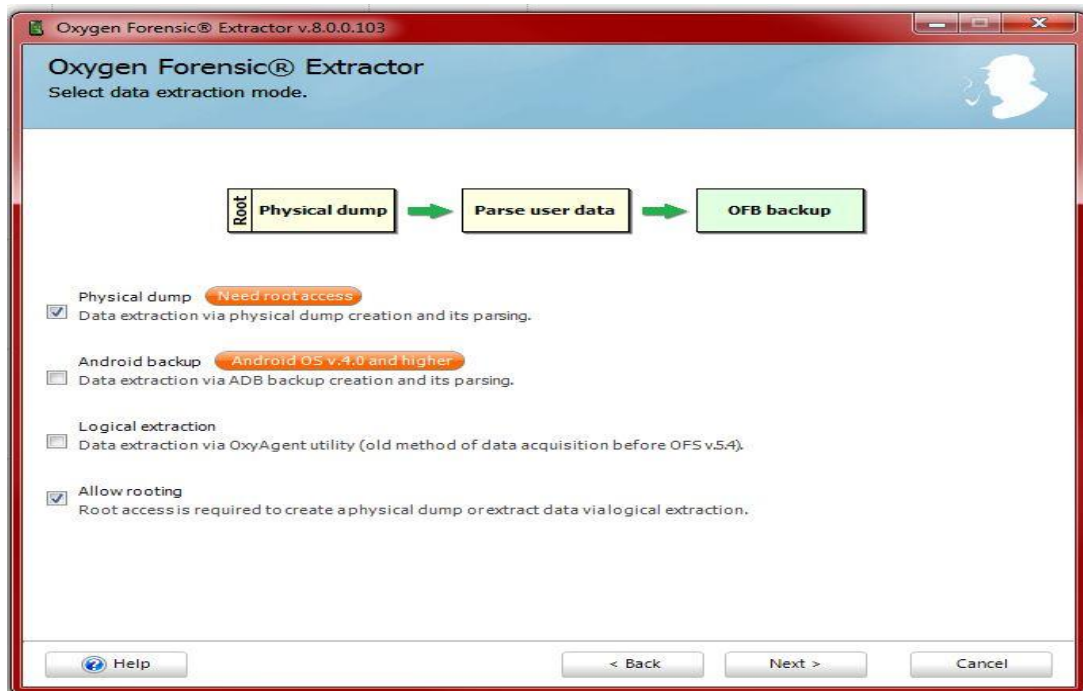 Oxygen Forensic® Extractor v.8.0.0.103
Oxygen Forensic® Extractor
Select data extraction mode.
Root
Physical dump
Parse user data
OFB backup
Physical dump Need root access
Data extraction via physical dump creation and its parsing.
Android backup Android OS v.4.0 and higher
Data extraction via ADB backup creation and its parsing.
Logical extraction
Data extraction via OxyAgent utility (old method of data acquisition before OFS v.5.4).
Allow rooting
Root access is required to create a physical dump or extract data via logical extraction.
Help
< Back
Next >
Cancel